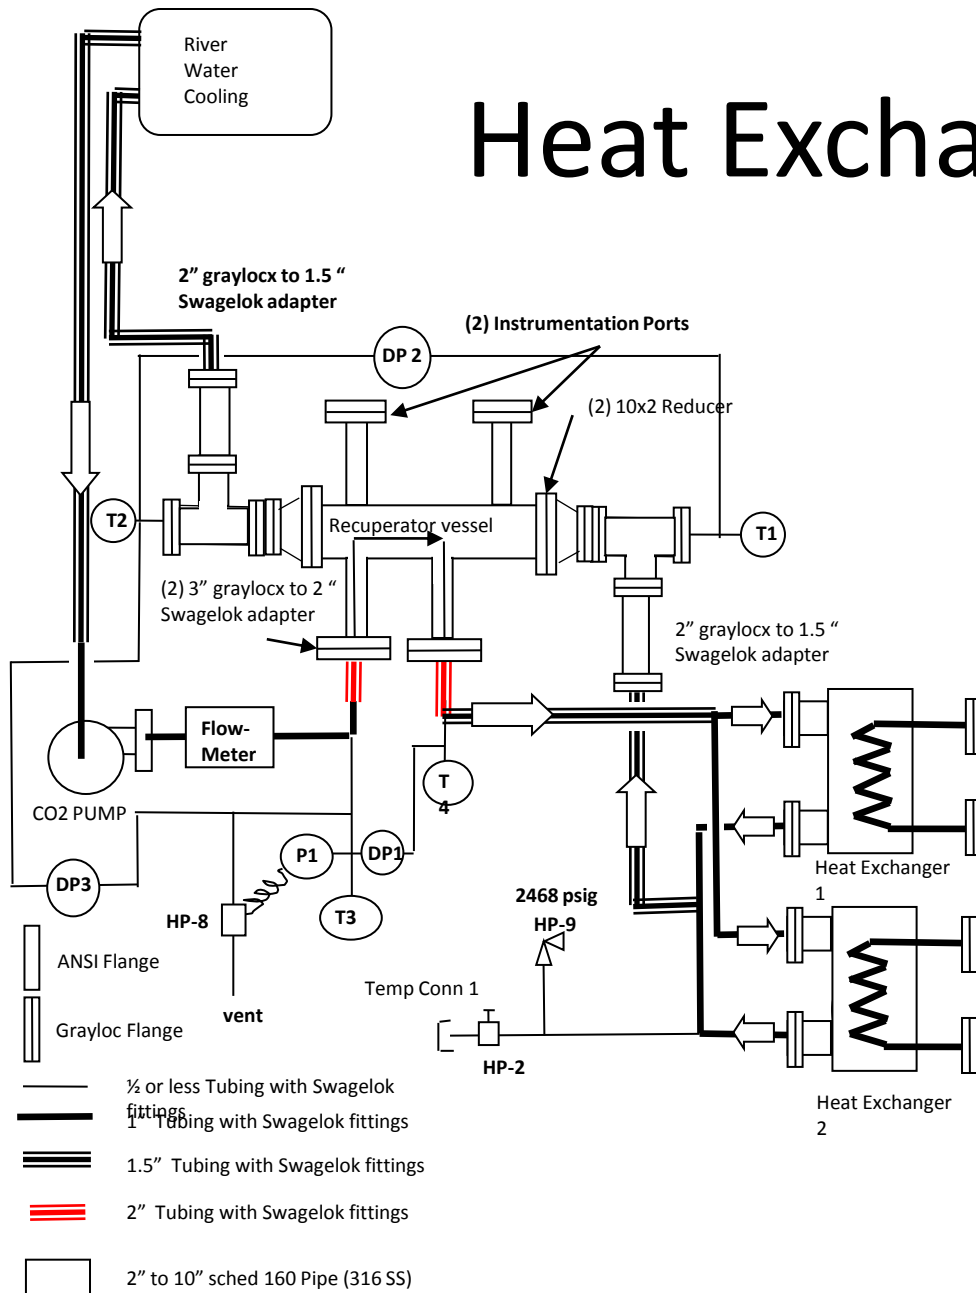 River
Water
Cooling
Heat Excha
2” graylocx to 1.5 “
Swagelok adapter
(2) Instrumentation Ports
DP 2
(2) 10x2 Reducer
T2
Recuperator vessel
T1
(2) 3” graylocx to 2 “
Swagelok adapter
2” graylocx to 1.5 “
Swagelok adapter
Flow-
Meter
T
4
CO2 PUMP
P1
DP1
Heat Exchanger
1
DP3
HP-8
T3
2468 psig
HP-9
ANSI Flange
Temp Conn 1
vent
Grayloc Flange
HP-2
½ or less Tubing with Swagelok
fittings
1” Tubing with Swagelok fittings
Heat Exchanger
2
1.5” Tubing with Swagelok fittings
2” Tubing with Swagelok fittings
2” to 10” sched 160 Pipe (316 SS)